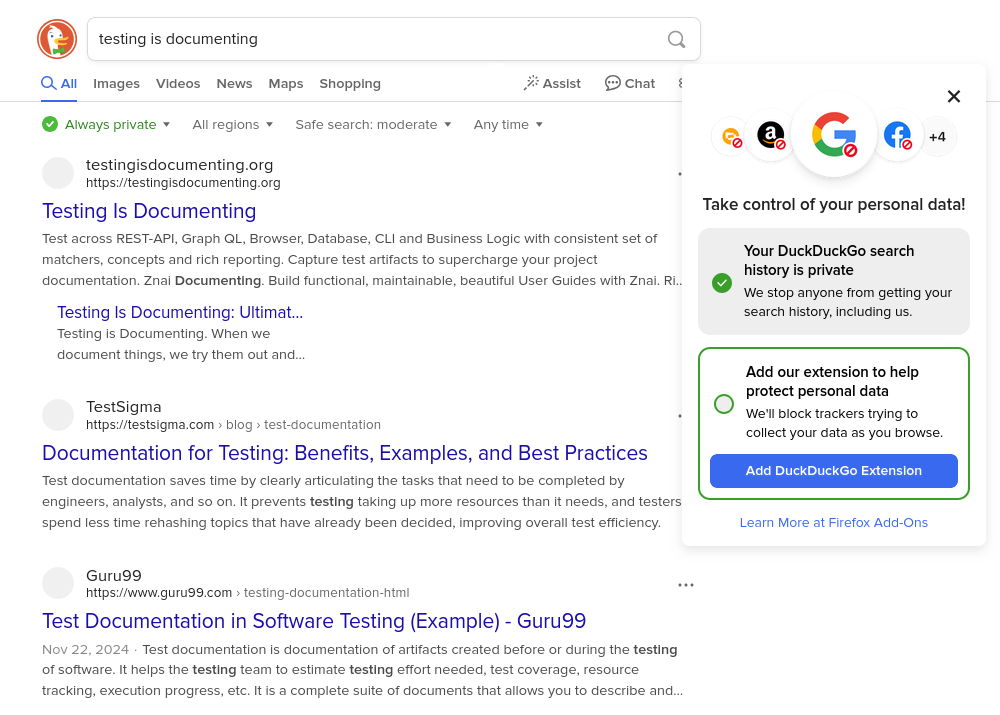 testing is documenting
All Images Videos News Maps Shopping Assist Chat
Always private All regions Safe search: moderate Any time
testingisdocumenting.org
https://testingisdocumenting.org
Testing Is Documenting
Test across REST-API, Graph QL, Browser, Database, CLI and Business Logic with consistent set of
matchers, concepts and rich reporting. Capture test artifacts to supercharge your project
documentation. Znai Documenting. Build functional, maintainable, beautiful User Guides with Znai. Ri..
Testing Is Documenting: Ultimat...
Testing is Documenting. When we
document things, we try them out and...
TestSigma
https://testsigma.com › blog › test-documentation
Documentation for Testing: Benefits, Examples, and Best Practices
Test documentation saves time by clearly articulating the tasks that need to be completed by
engineers, analysts, and so on. It prevents testing taking up more resources than it needs, and testers
spend less time rehashing topics that have already been decided, improving overall test efficiency.
Guru99
https://www.guru99.com › testing-documentation-html
Test Documentation in Software Testing (Example) - Guru99
Nov 22, 2024 · Test documentation is documentation of artifacts created before or during the testing
of software. It helps the testing team to estimate testing effort needed, test coverage, resource
tracking, execution progress, etc. It is a complete suite of documents that allows you to describe and...
+4
Take control of your personal data!
Your DuckDuckGo search
history is private
We stop anyone from getting your
search history, including us.
Add our extension to help
protect personal data
We'll block trackers trying to
collect your data as you browse.
Add DuckDuckGo Extension
Learn More at Firefox Add-Ons